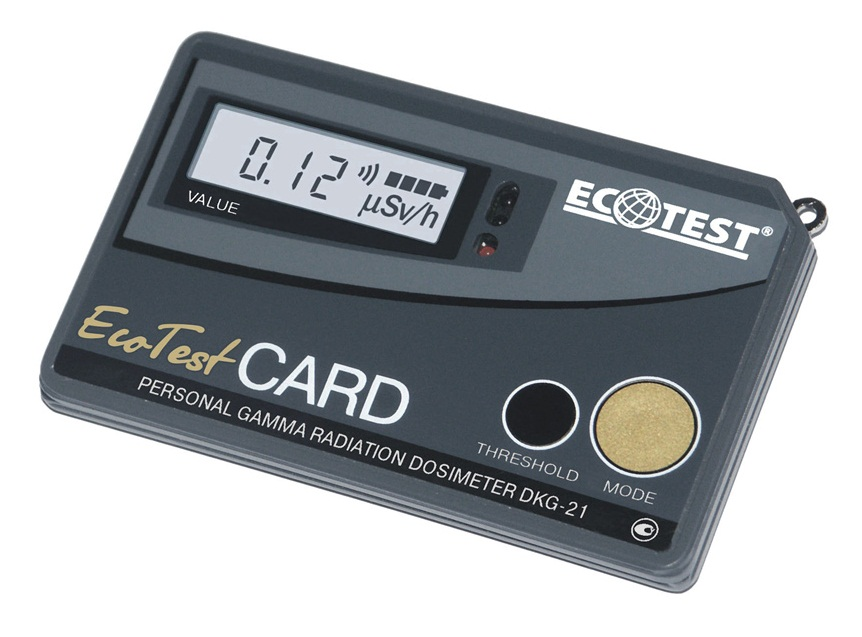 0.12
µSv/h
VALUE
ECOTEST®
EcoTest CARD
PERSONAL GAMMA RADIATION DOSIMETER DKG-21
THRESHOLD
MODE